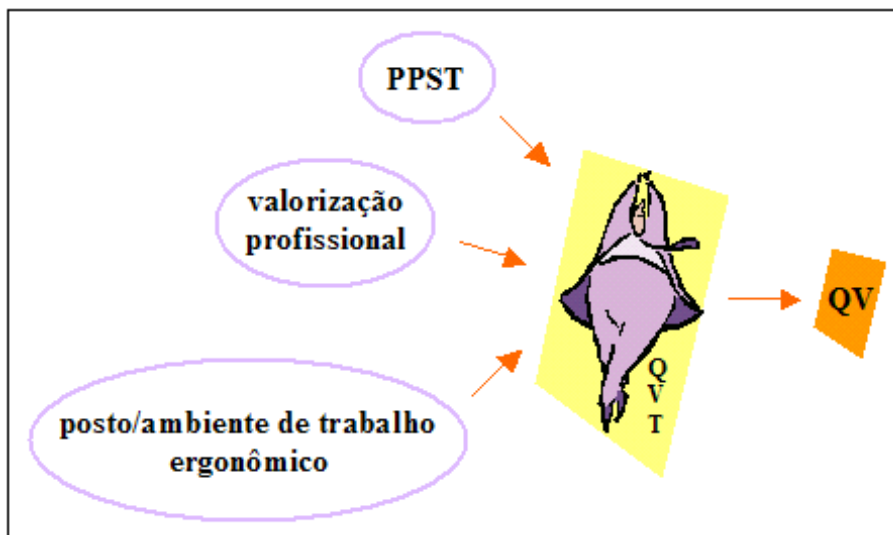 PPST
valorização
profissional
posto/ambiente de trabalho
ergonômico
Q
V
T
QV